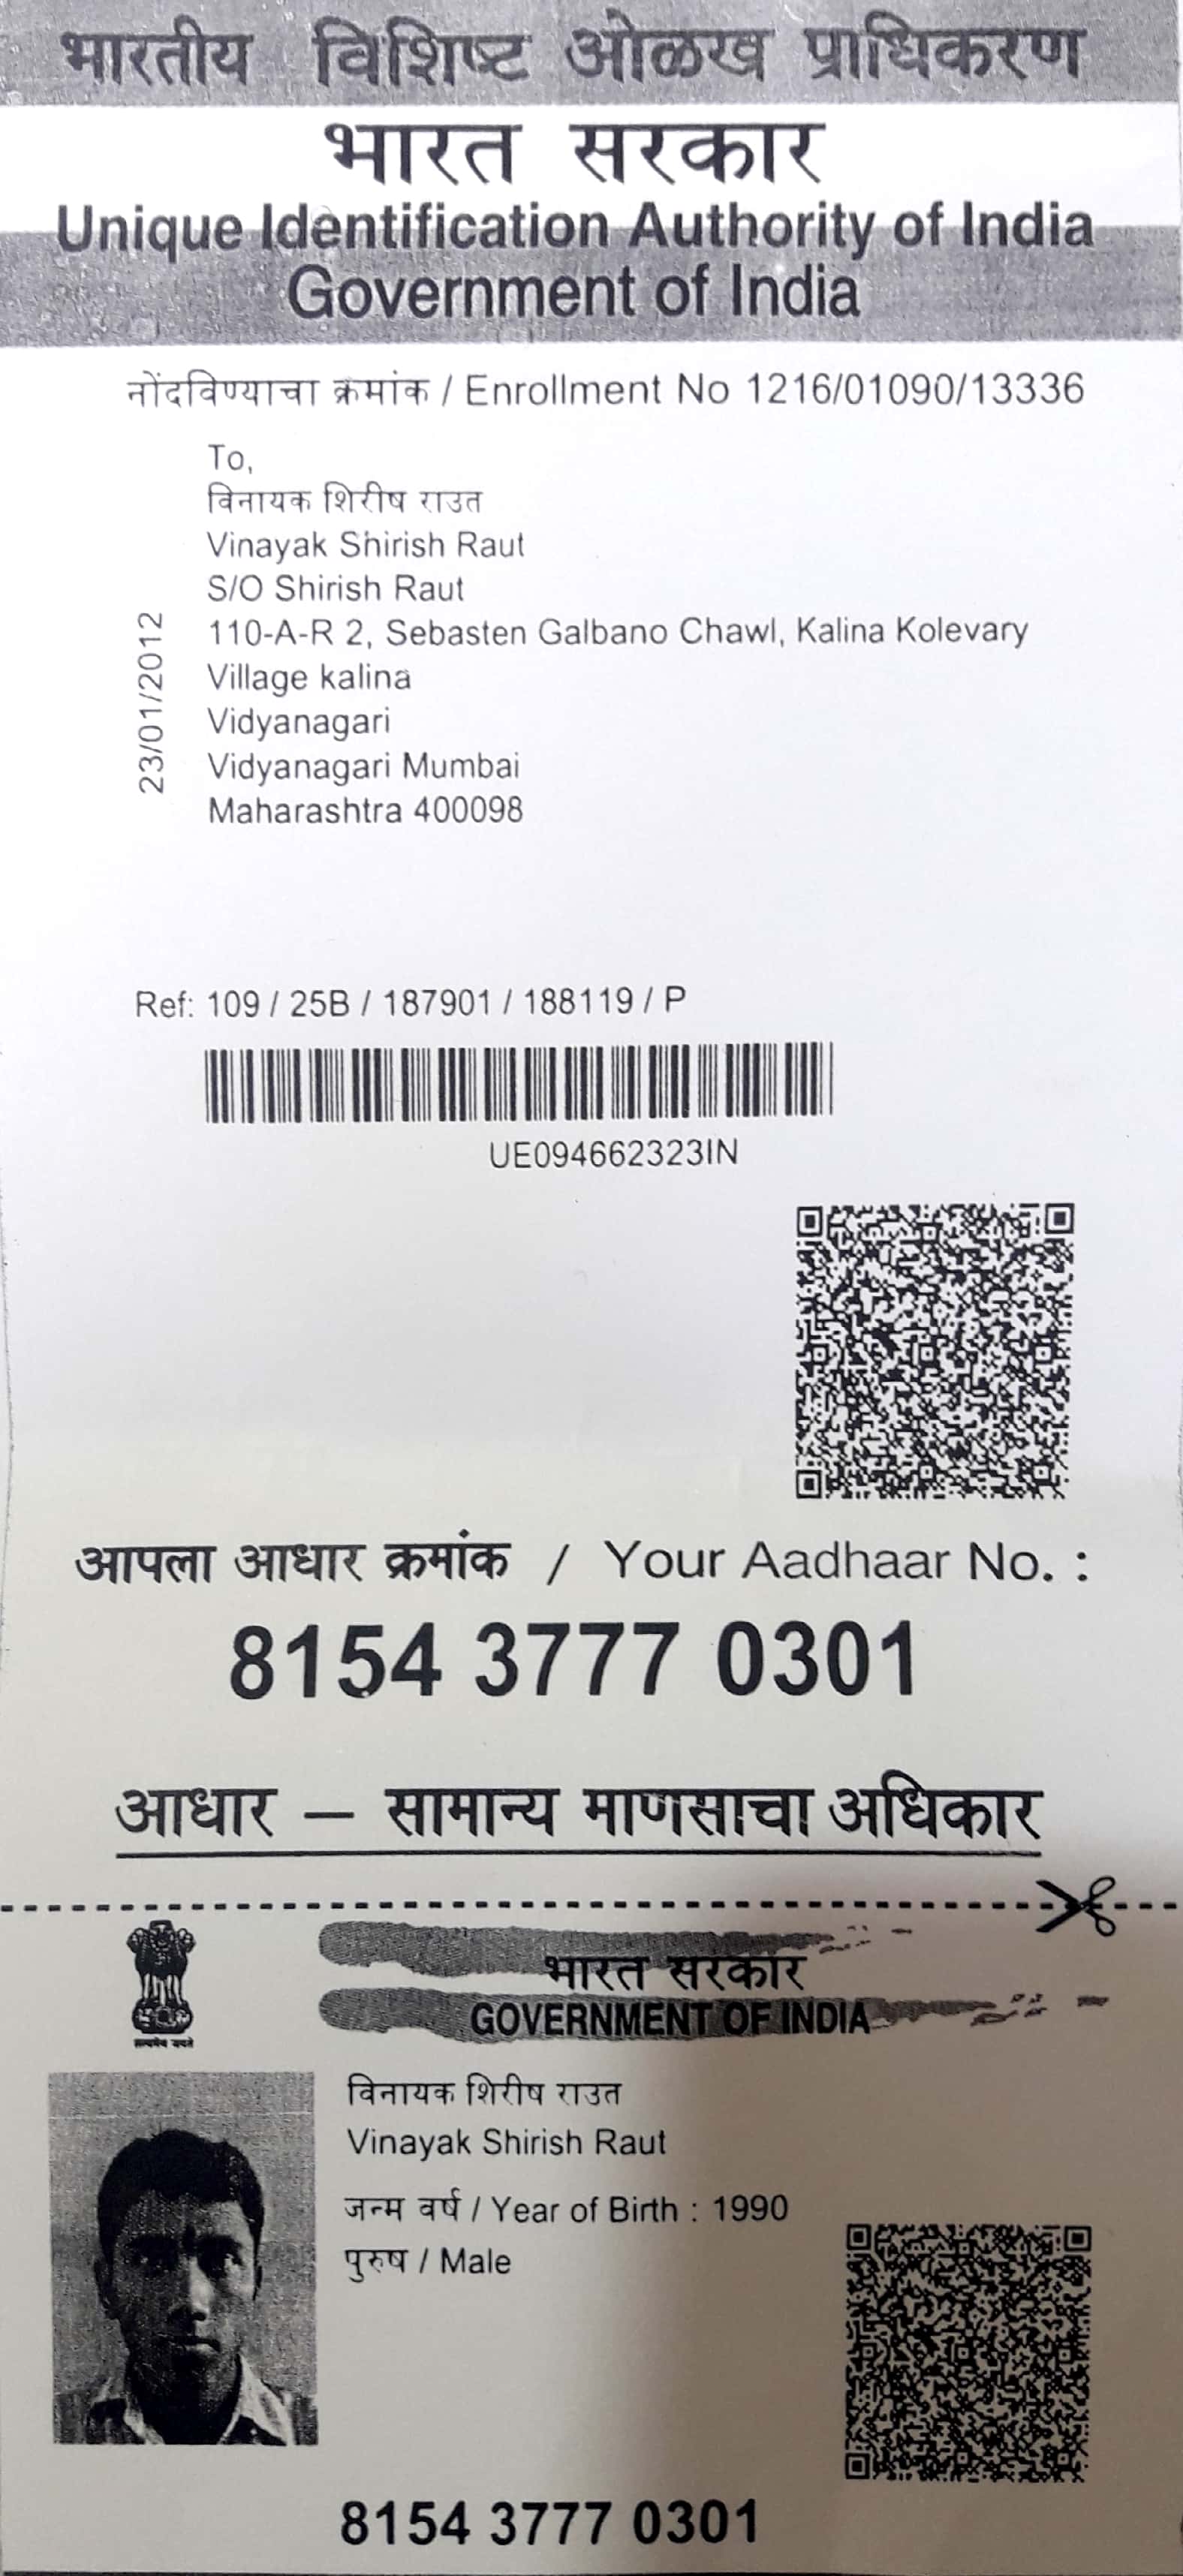 भारतीय विशिष्ट ओळख प्राधिकरण
भारत सरकार
Unique Identification Authority of India
Government of India
नोंदविण्याचा क्रमांक / Enrollment No 1216/01090/13336
To,
विनायक शिरीष राउत
Vinayak Shirish Raut
S/O Shirish Raut
110-A-R 2, Sebasten Galbano Chawl, Kalina Kolevary
Village kalina
Vidyanagari
Vidyanagari Mumbai
Maharashtra 400098
23/01/2012
Ref: 109 / 25B / 187901 / 188119 / P
UE094662323IN
आपला आधार क्रमांक / Your Aadhaar No. :
8154 3777 0301
आधार – सामान्य माणसाचा अधिकार
भारत सरकार
GOVERNMENT OF INDIA
सत्यमेव जयते
विनायक शिरीष राउत
Vinayak Shirish Raut
जन्म वर्ष / Year of Birth : 1990
पुरुष / Male
8154 3777 0301